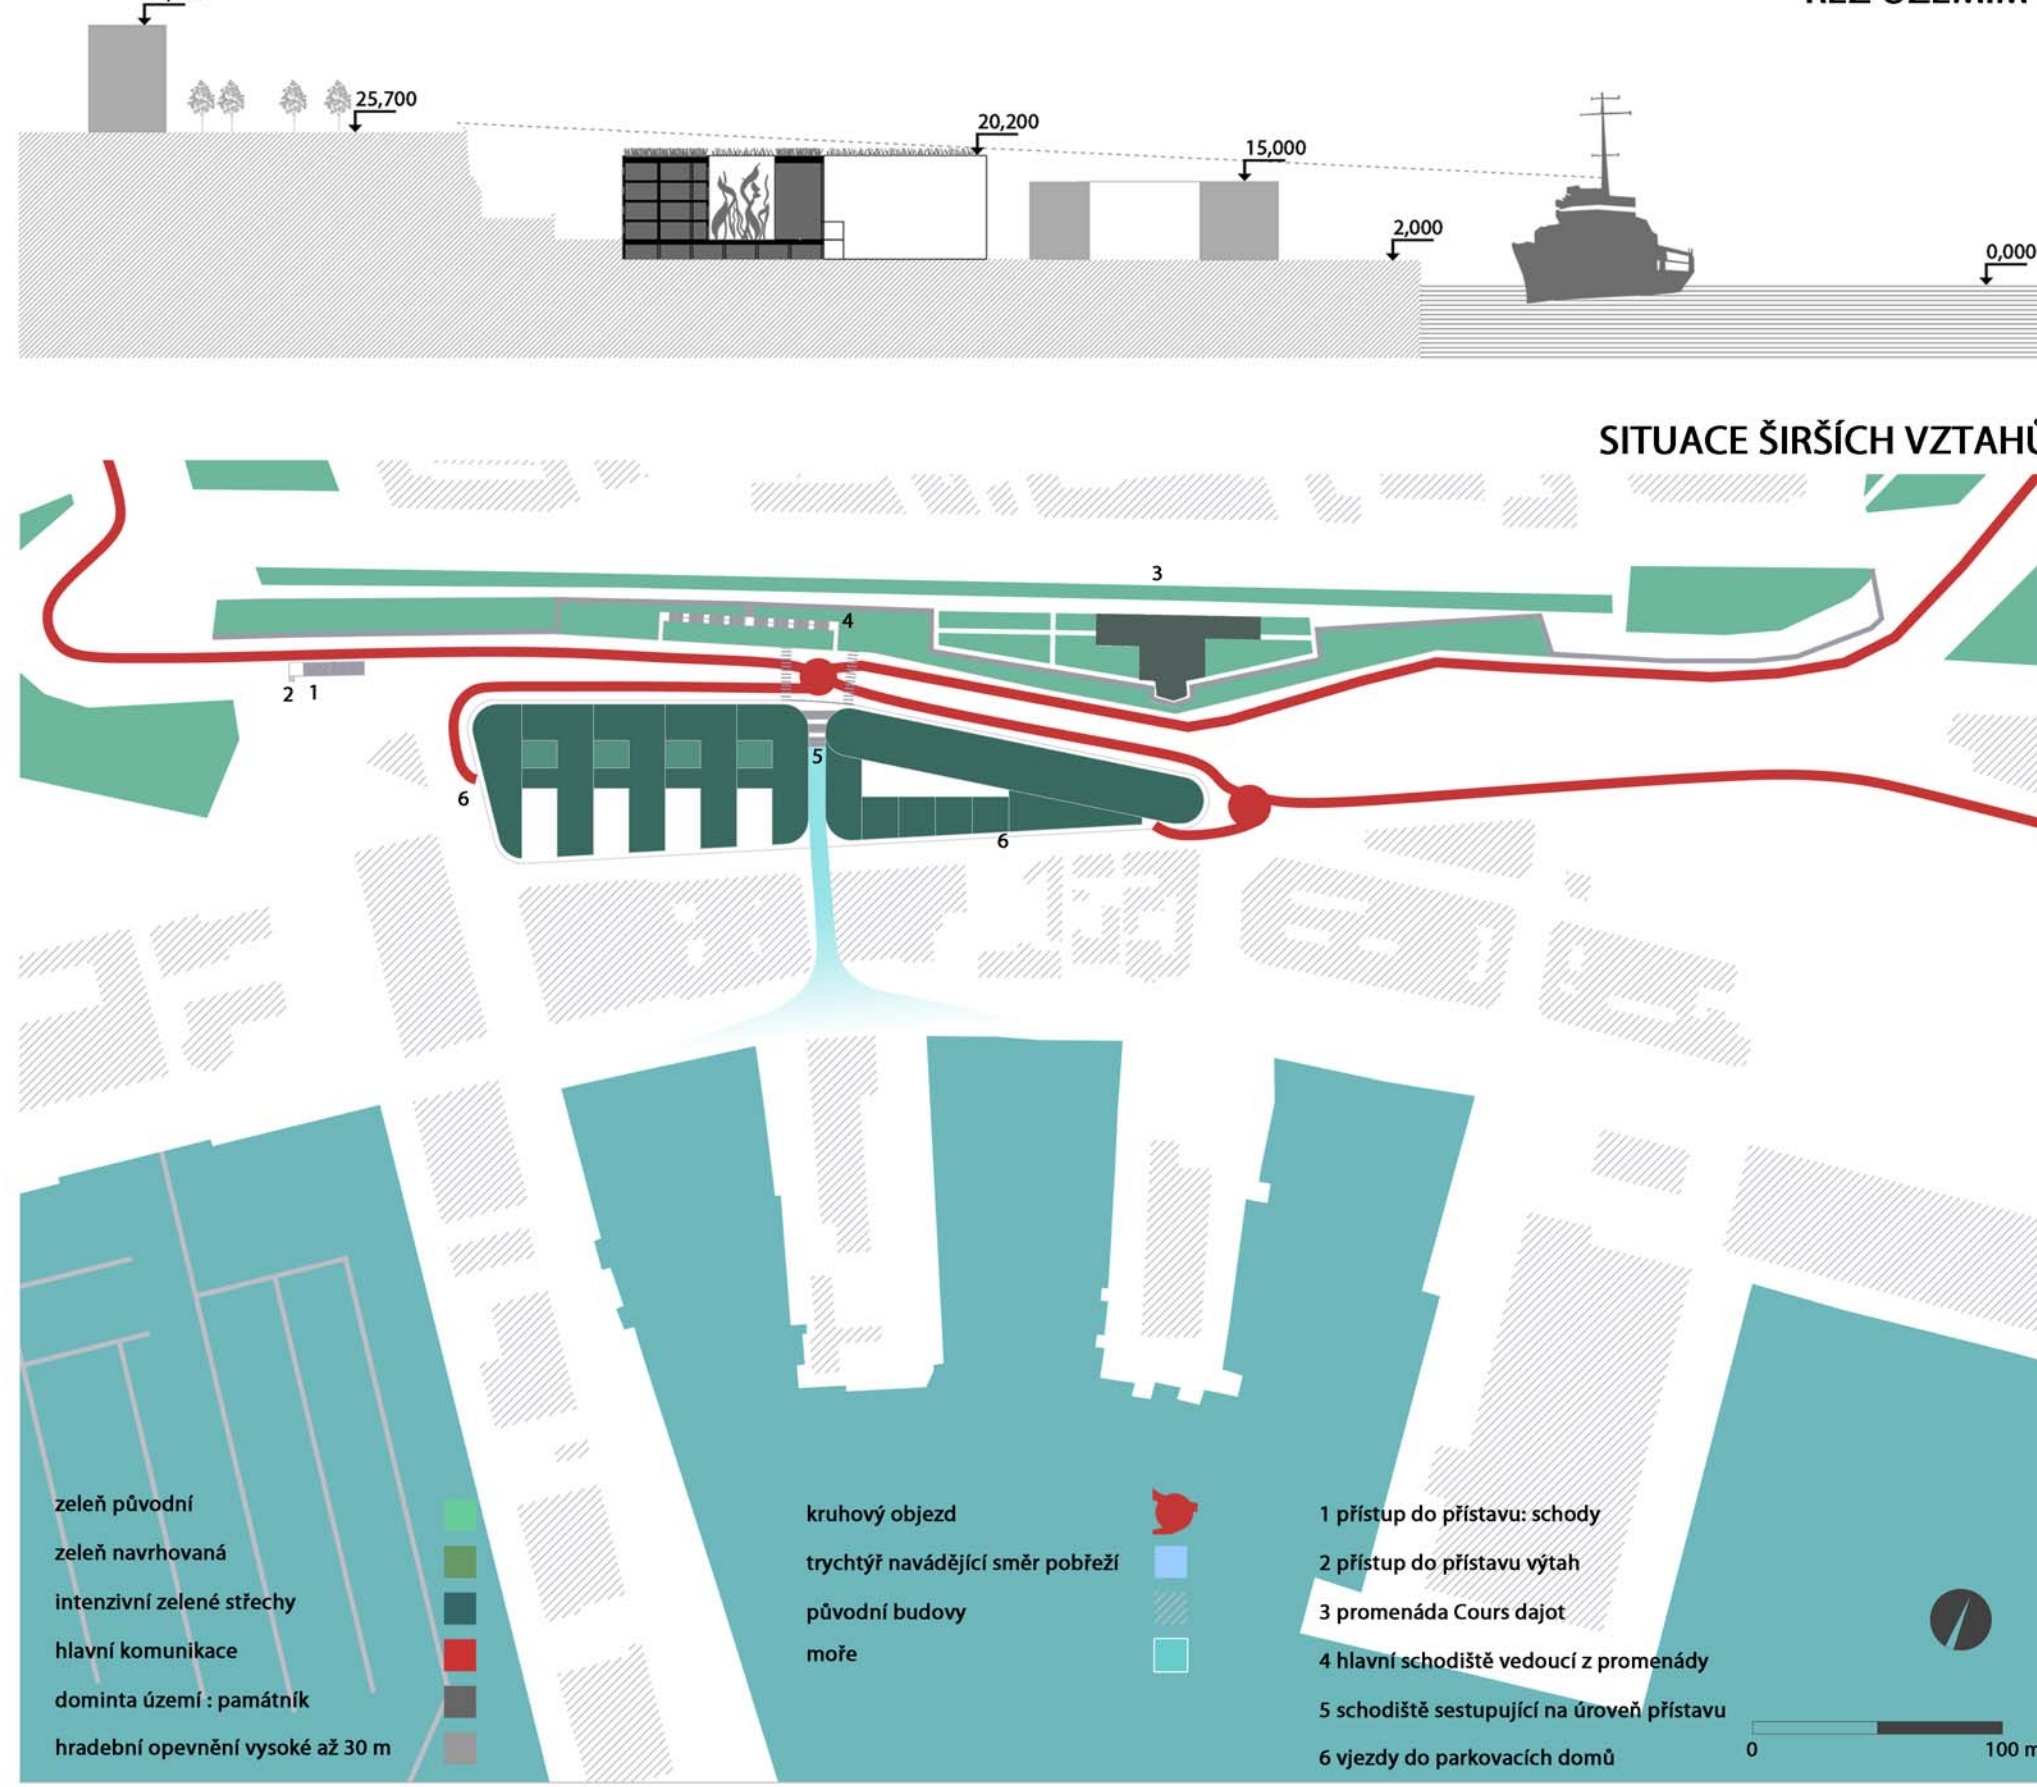 25,700
20,200
15,000
2,000
0,000
SITUACE ŠIRŠÍCH VZTAHŮ
3
4
2 1
5
6
6
zeleň původní
zeleň navrhovaná
intenzivní zelené střechy
hlavní komunikace
dominta území : památník
hradební opevnění vysoké až 30 m
kruhový objezd
trychtýř navádějící směr pobřeží
původní budovy
moře
1 přístup do přístavu: schody
2 přístup do přístavu výtah
3 promenáda Cours dajot
4 hlavní schodiště vedoucí z promenády
5 schodiště sestupující na úroveň přístavu
6 vjezdy do parkovacích domů
0 100 m